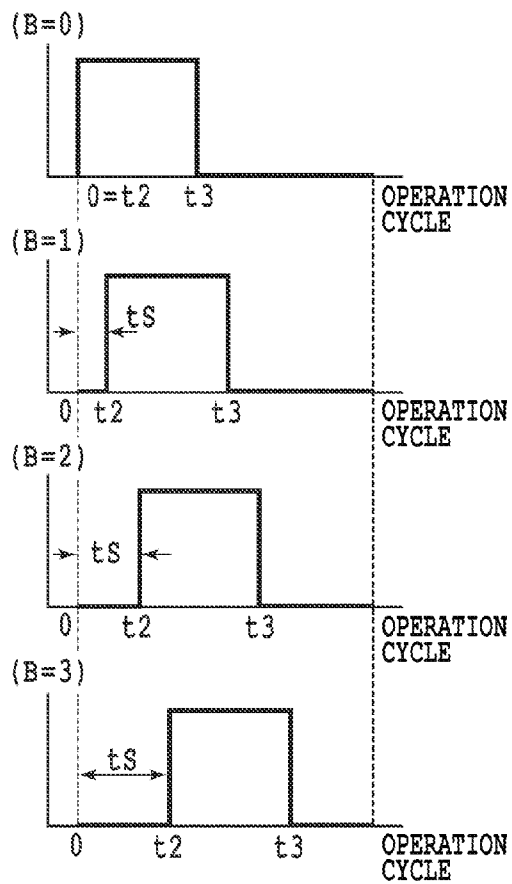 (B=0)
0=t2 t3 OPERATION
CYCLE
(B=1)
tS
0 t2 t3 OPERATION
CYCLE
(B=2)
tS
0 t2 t3 OPERATION
CYCLE
(B=3)
tS
0 t2 t3 OPERATION
CYCLE